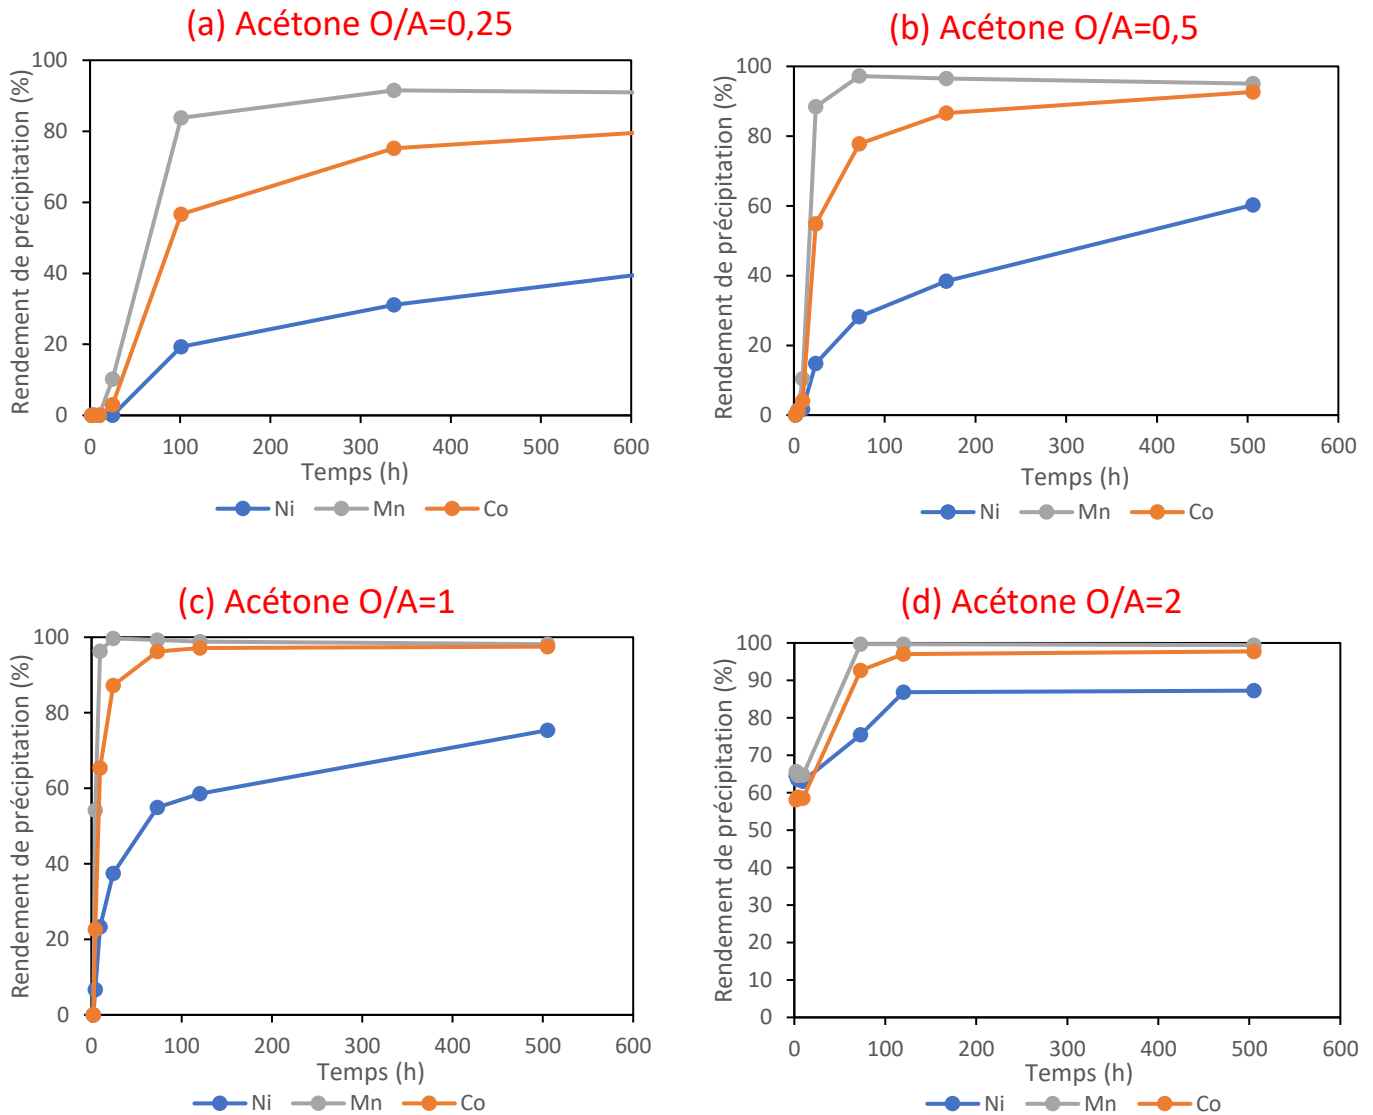 (a) Acétone O/A=0,25
Rendement de précipitation (%)
100
80
60
40
20
0
0 100 200 300 400 500 600
Temps (h)
Ni Mn Co
(b) Acétone O/A=0,5
Rendement de précipitation (%)
100
80
60
40
20
0
0 100 200 300 400 500 600
Temps (h)
Ni Mn Co
(c) Acétone O/A=1
Rendement de précipitation (%)
100
80
60
40
20
0
0 100 200 300 400 500 600
Temps (h)
Ni Mn Co
(d) Acétone O/A=2
Rendement de précipitation (%)
100
90
80
70
60
50
40
30
20
10
0
0 100 200 300 400 500 600
Temps (h)
Ni Mn Co